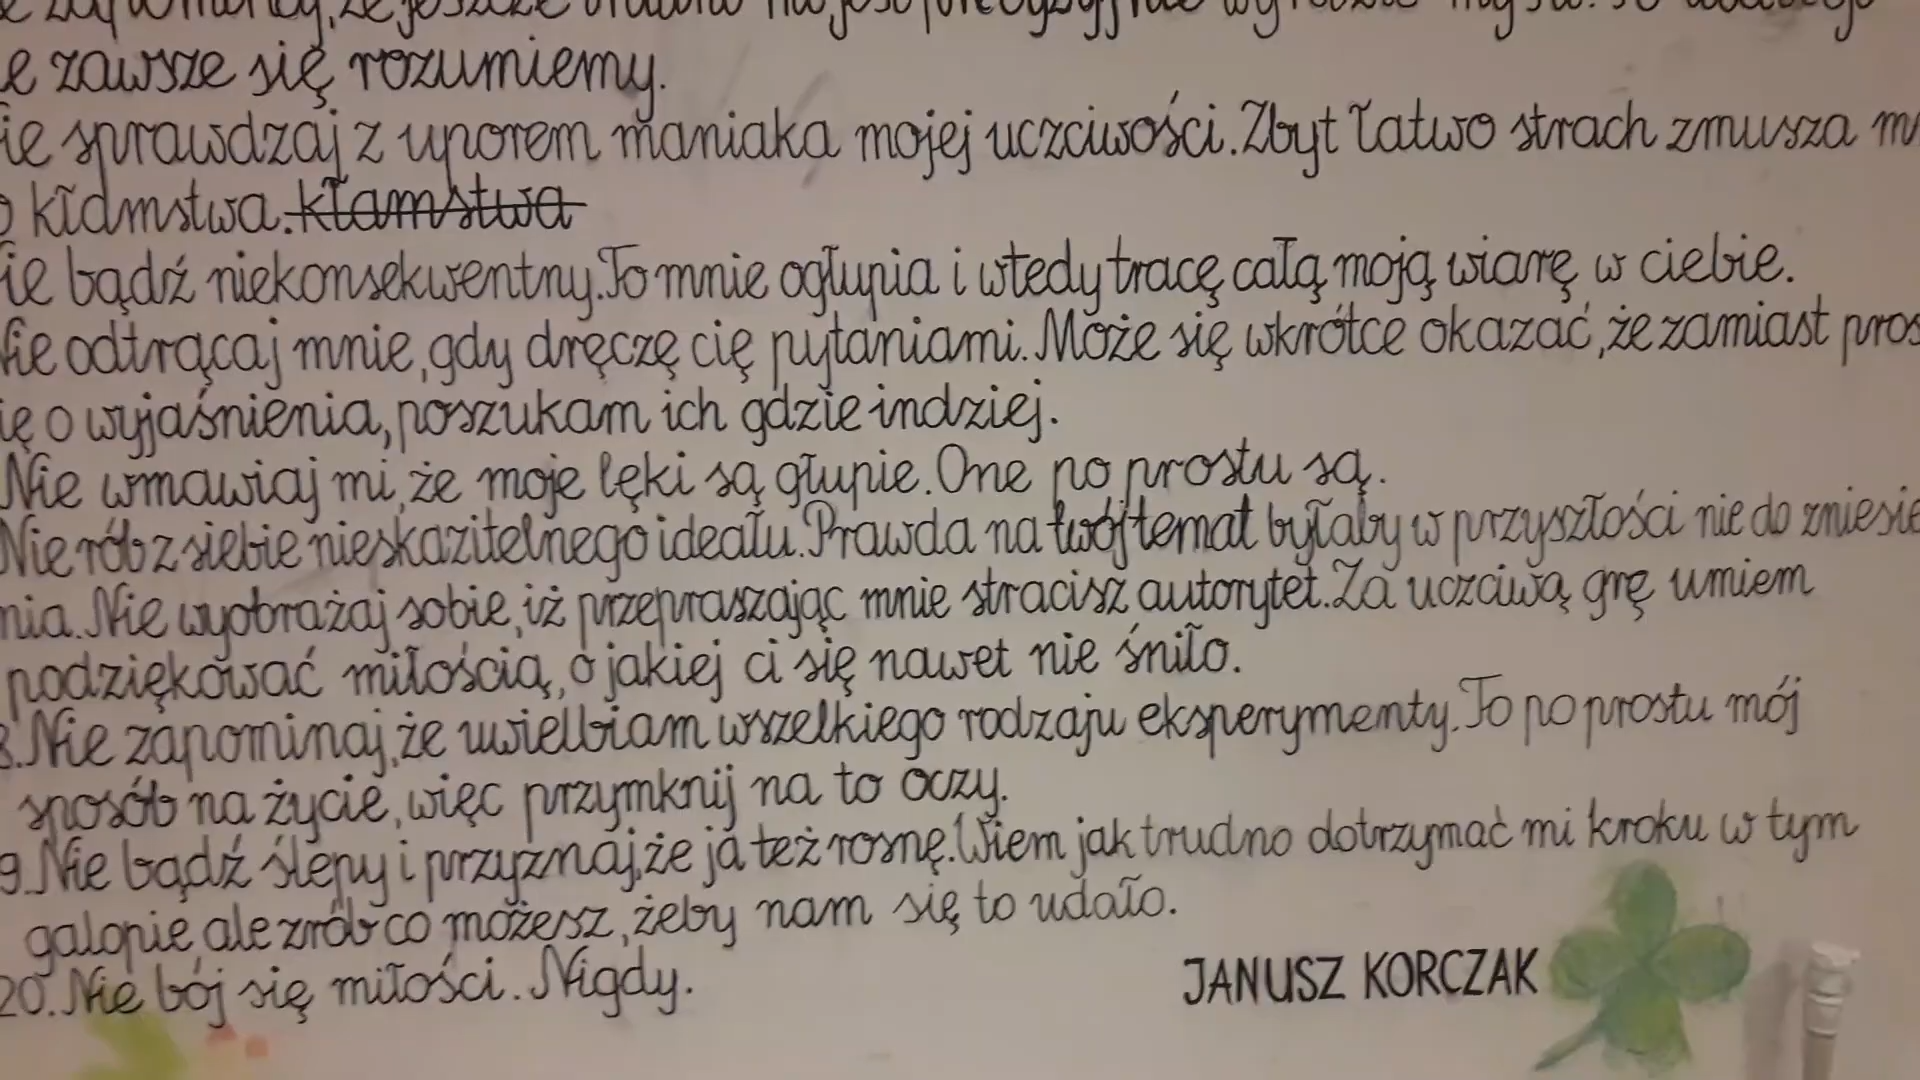 zawsze się rozumiemy.
sprawdzaj z uporem maniaka mojej uczciwości. Zbyt łatwo strach zmusza
kłamstwa. kłamstwa
ie bądź niekonsekwentny. To mnie ogłupia i wtedy tracę całą moją wiarę w ciebie.
ie odtrącaj mnie, gdy dręczę cię pytaniami. Może się wkrótce okazać, że zamiast pros
ię o wyjaśnienia, poszukam ich gdzie indziej.
Nie wmawiaj mi, że moje lęki są głupie. One po prostu są.
Nie rób z siebie nieskazitelnego ideału. Prawda na twój temat byłaby w przyszłości nie do zniesie
nia. Nie wyobrażaj sobie, iż przepraszając mnie stracisz autorytet. Za uczciwą grę umiem
podziękować miłością, o jakiej ci się nawet nie śniło.
8. Nie zapominaj, że uwielbiam wszelkiego rodzaju eksperymenty. To po prostu mój
sposób na życie, więc przymknij na to oczy.
9. Nie bądź ślepy i przyznaj, że ja też rosnę. Wiem jak trudno dotrzymać mi kroku w tym
galopie, ale zrób co możesz, żeby nam się to udało.
20. Nie bój się miłości. Nigdy.
JANUSZ KORCZAK